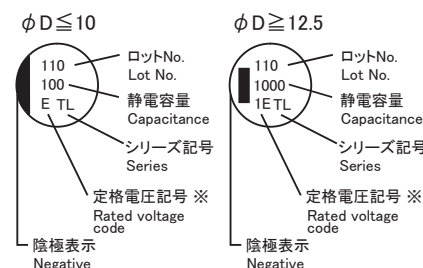 φD≦10
110
100
E TL
ロットNo.
Lot No.
静電容量
Capacitance
シリーズ記号
Series
定格電圧記号 ※
Rated voltage
code
陰極表示
Negative
φD≧12.5
110
1000
1E TL
ロットNo.
Lot No.
静電容量
Capacitance
シリーズ記号
Series
定格電圧記号 ※
Rated voltage
code
陰極表示
Negative